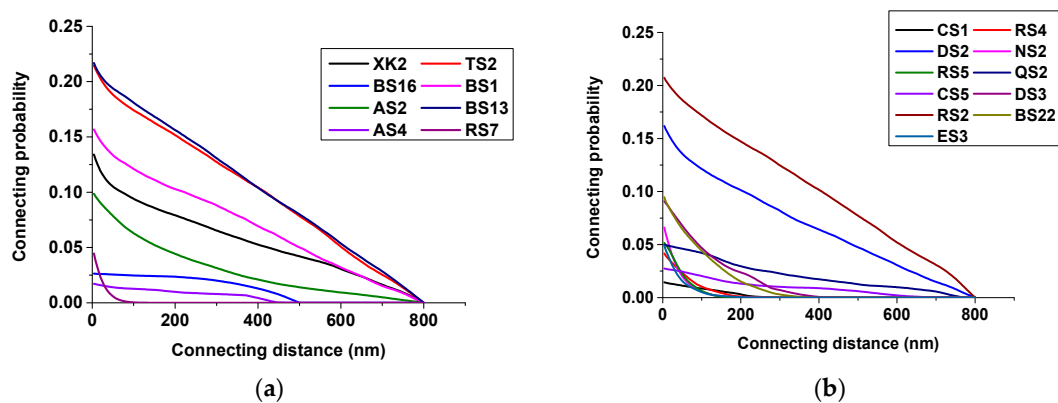 0.25
0.20
0.15
0.10
0.05
0.00
Connecting probability
XK2 TS2
BS16 BS1
AS2 BS13
AS4 RS7
0 200 400 600 800
Connecting distance (nm)
(a)
0.25
0.20
0.15
0.10
0.05
0.00
Connecting probability
CS1 RS4
DS2 NS2
RS5 QS2
CS5 DS3
RS2 BS22
ES3
0 200 400 600 800
Connecting distance (nm)
(b)